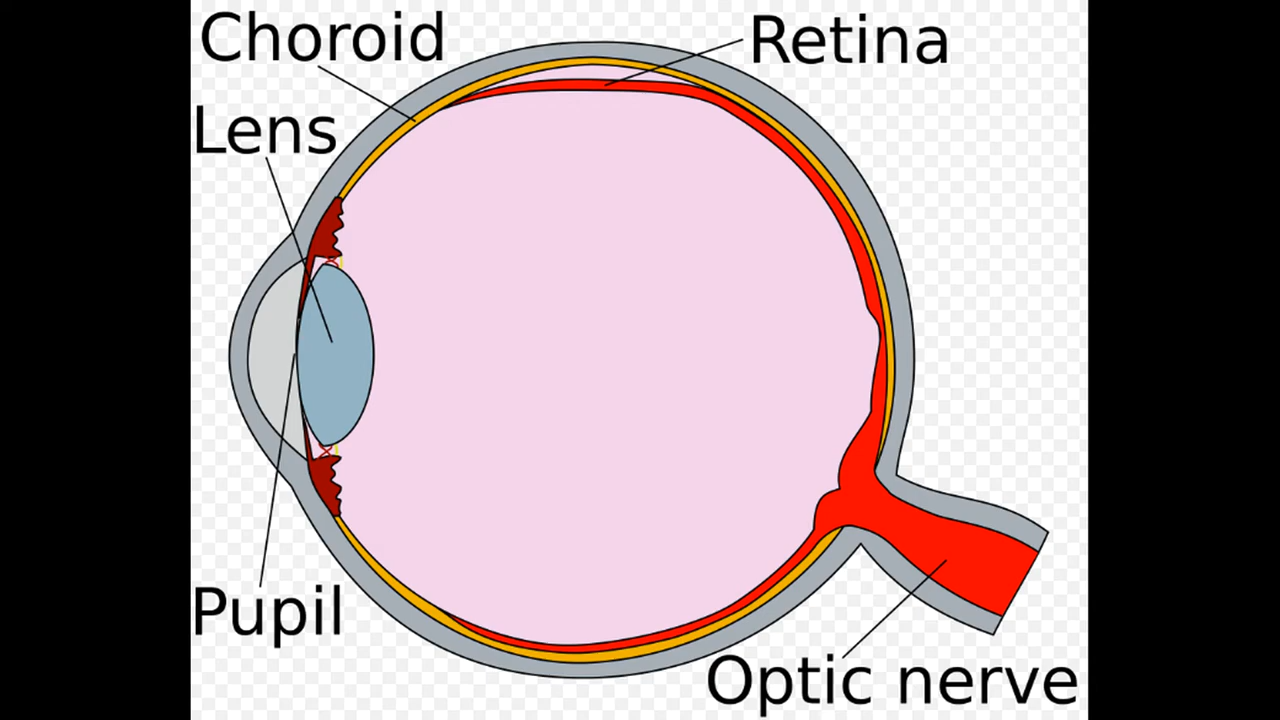 Choroid
Retina
Lens
Pupil
Optic nerve